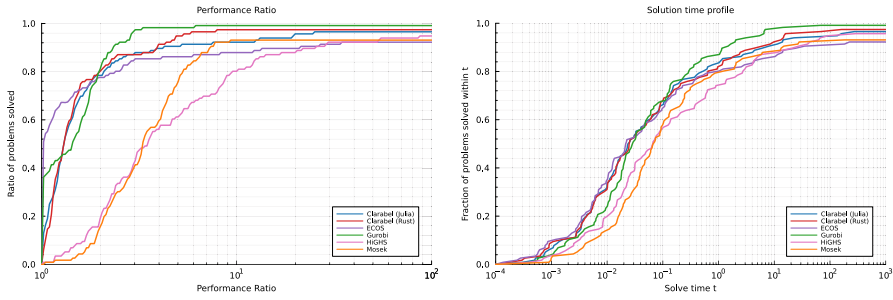 Performance Ratio
Ratio of problems solved
1.0
0.8
0.6
0.4
0.2
0.0
10^0
10^1
10^2
Performance Ratio
Clarabel (Julia)
Clarabel (Rust)
ECOS
Gurobi
HiGHS
Mosek
Solution time profile
Fraction of problems solved within t
1.0
0.8
0.6
0.4
0.2
0.0
10^-4
10^-3
10^-2
10^-1
10^0
10^1
10^2
10^3
Solve time t
Clarabel (Julia)
Clarabel (Rust)
ECOS
Gurobi
HiGHS
Mosek